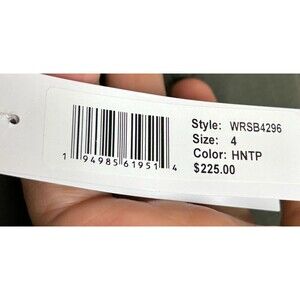 Style: WRSB4296
Size: 4
Color: HNTP
$225.00
1 94985 61951 4